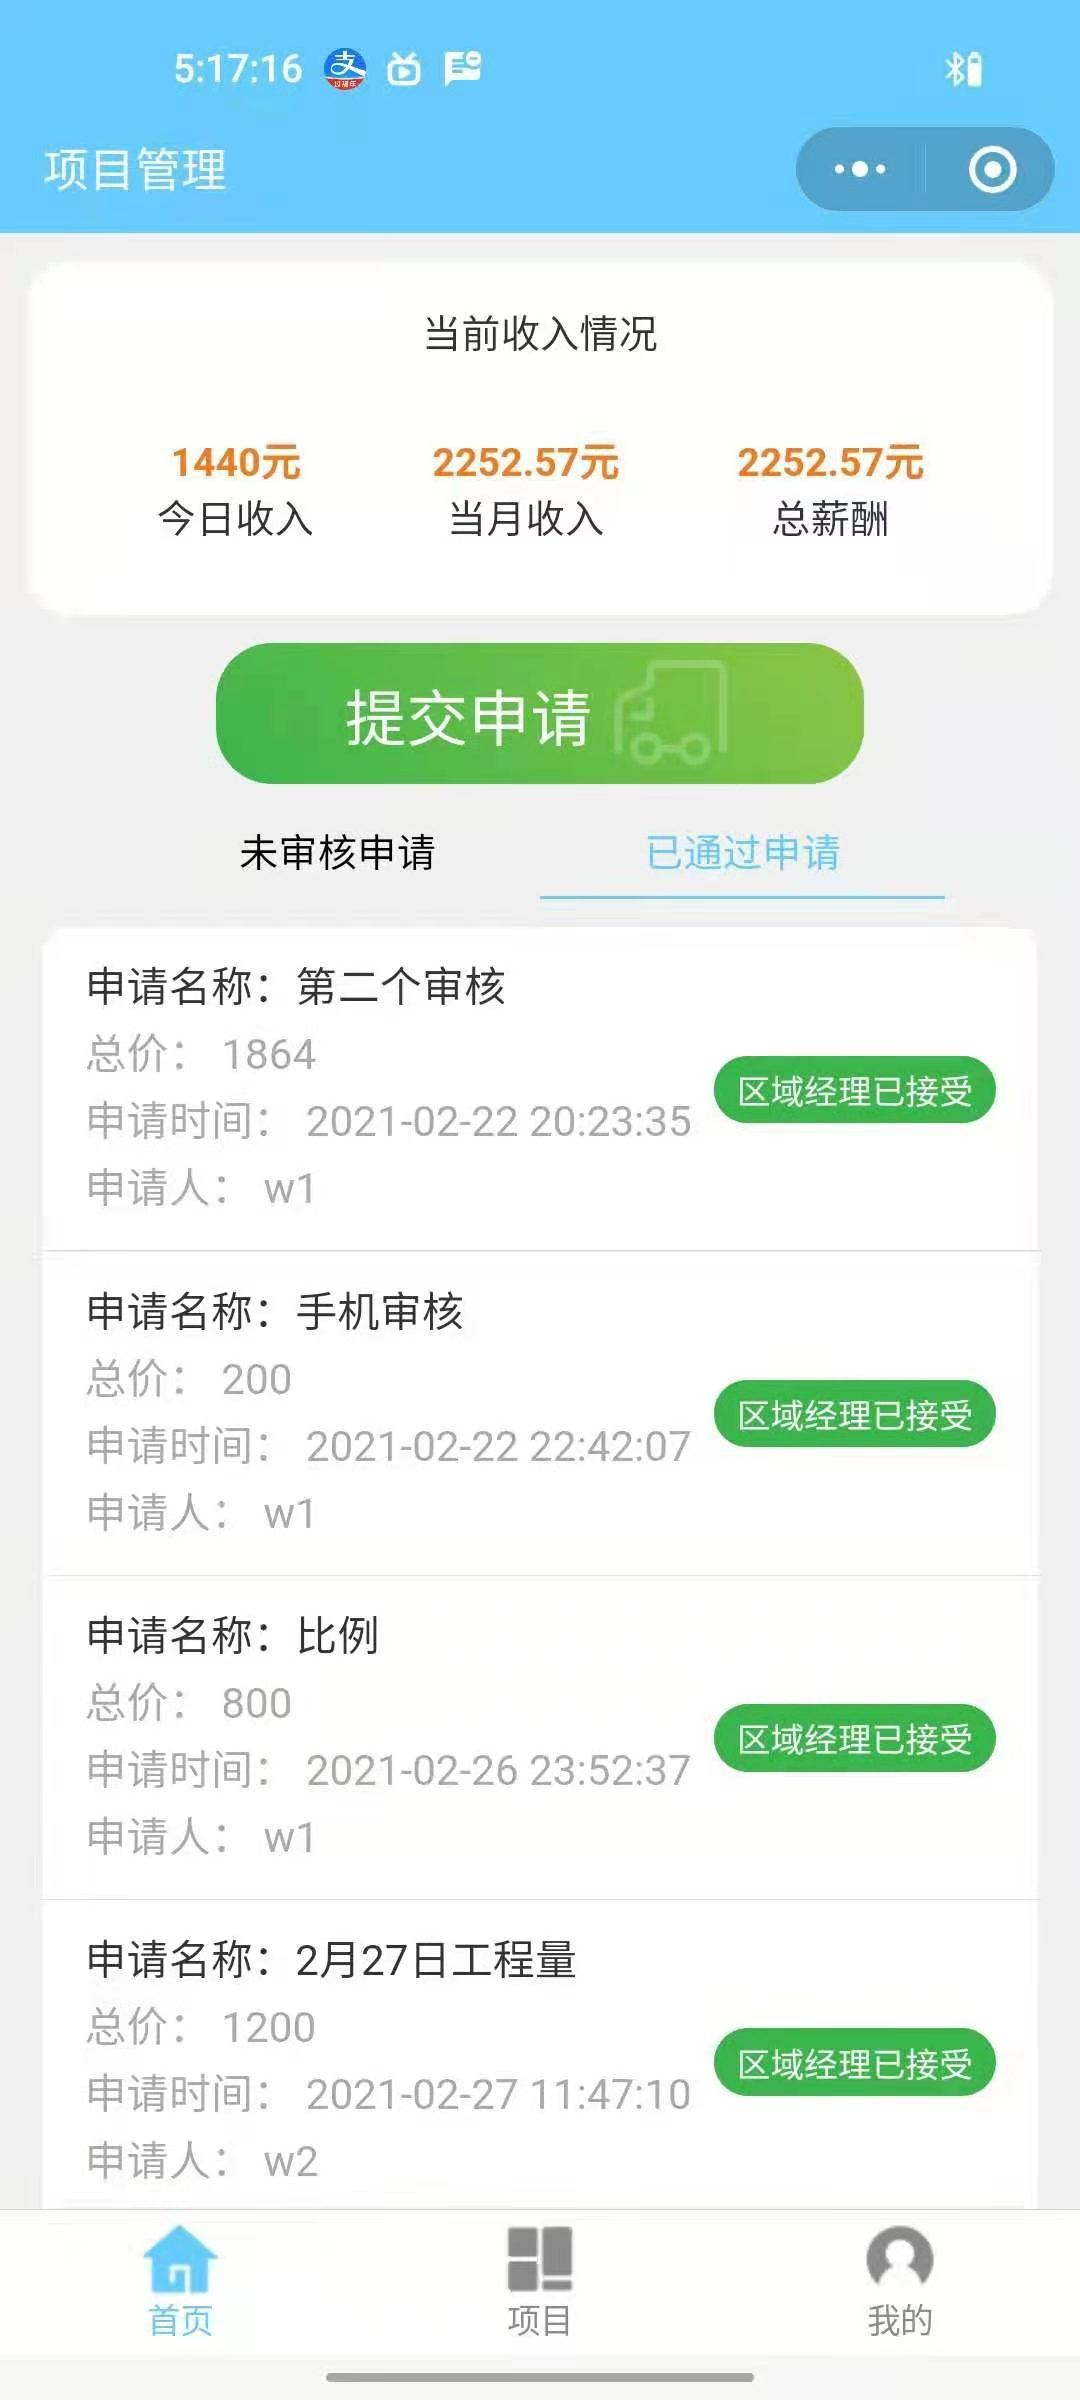 5:17:16
项目管理
当前收入情况
1440元 2252.57元 2252.57元
今日收入 当月收入 总薪酬
提交申请
未审核申请 已通过申请
申请名称：第二个审核
总价： 1864
区域经理已接受
申请时间： 2021-02-22 20:23:35
申请人： w1
申请名称：手机审核
总价： 200
区域经理已接受
申请时间： 2021-02-22 22:42:07
申请人： w1
申请名称：比例
总价： 800
区域经理已接受
申请时间： 2021-02-26 23:52:37
申请人： w1
申请名称：2月27日工程量
总价： 1200
区域经理已接受
申请时间： 2021-02-27 11:47:10
申请人： w2
首页 项目 我的